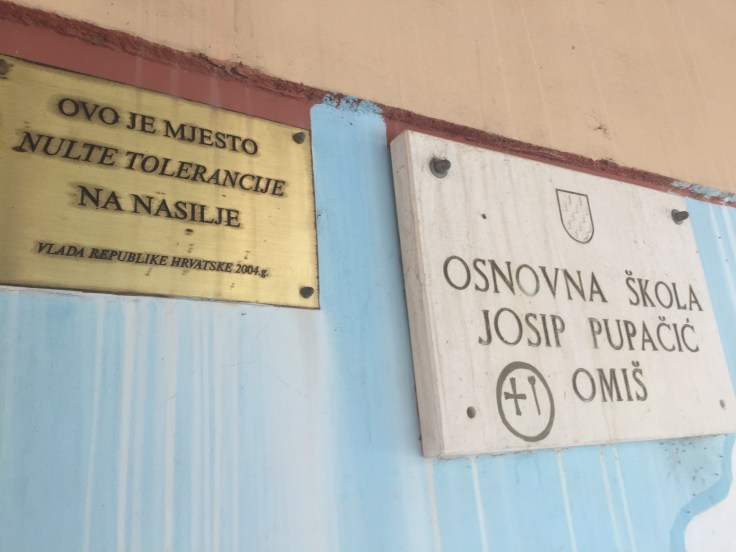 OVO JE MJESTO
NULTE TOLERANCIJE
NA NASILJE
VLADA REPUBLIKE HRVATSKE 2004.g.
OSNOVNA ŠKOLA
JOSIP PUPAČIĆ
OMIŠ